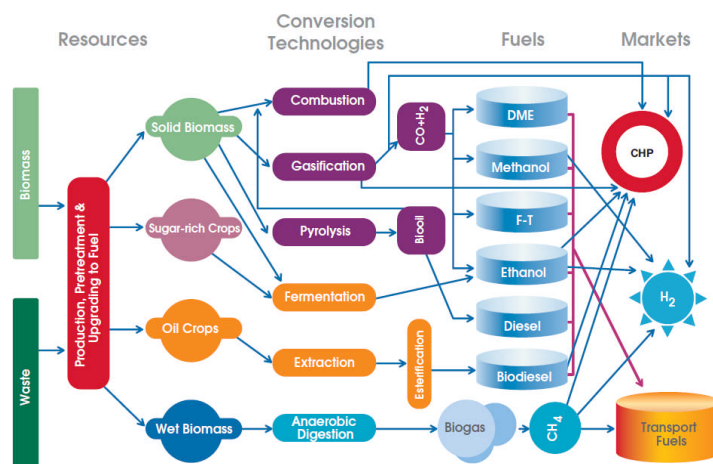 Resources
Conversion
Technologies
Fuels
Markets
Biomass
Waste
Production, Pretreatment &
Upgrading to Fuel
Solid Biomass
Sugar-rich Crops
Oil Crops
Wet Biomass
Combustion
Gasification
Pyrolysis
Fermentation
Extraction
Anaerobic
Digestion
CO+H2
Biooil
Esterification
Biogas
DME
Methanol
F-T
Ethanol
Diesel
Biodiesel
CH4
CHP
H2
Transport
Fuels